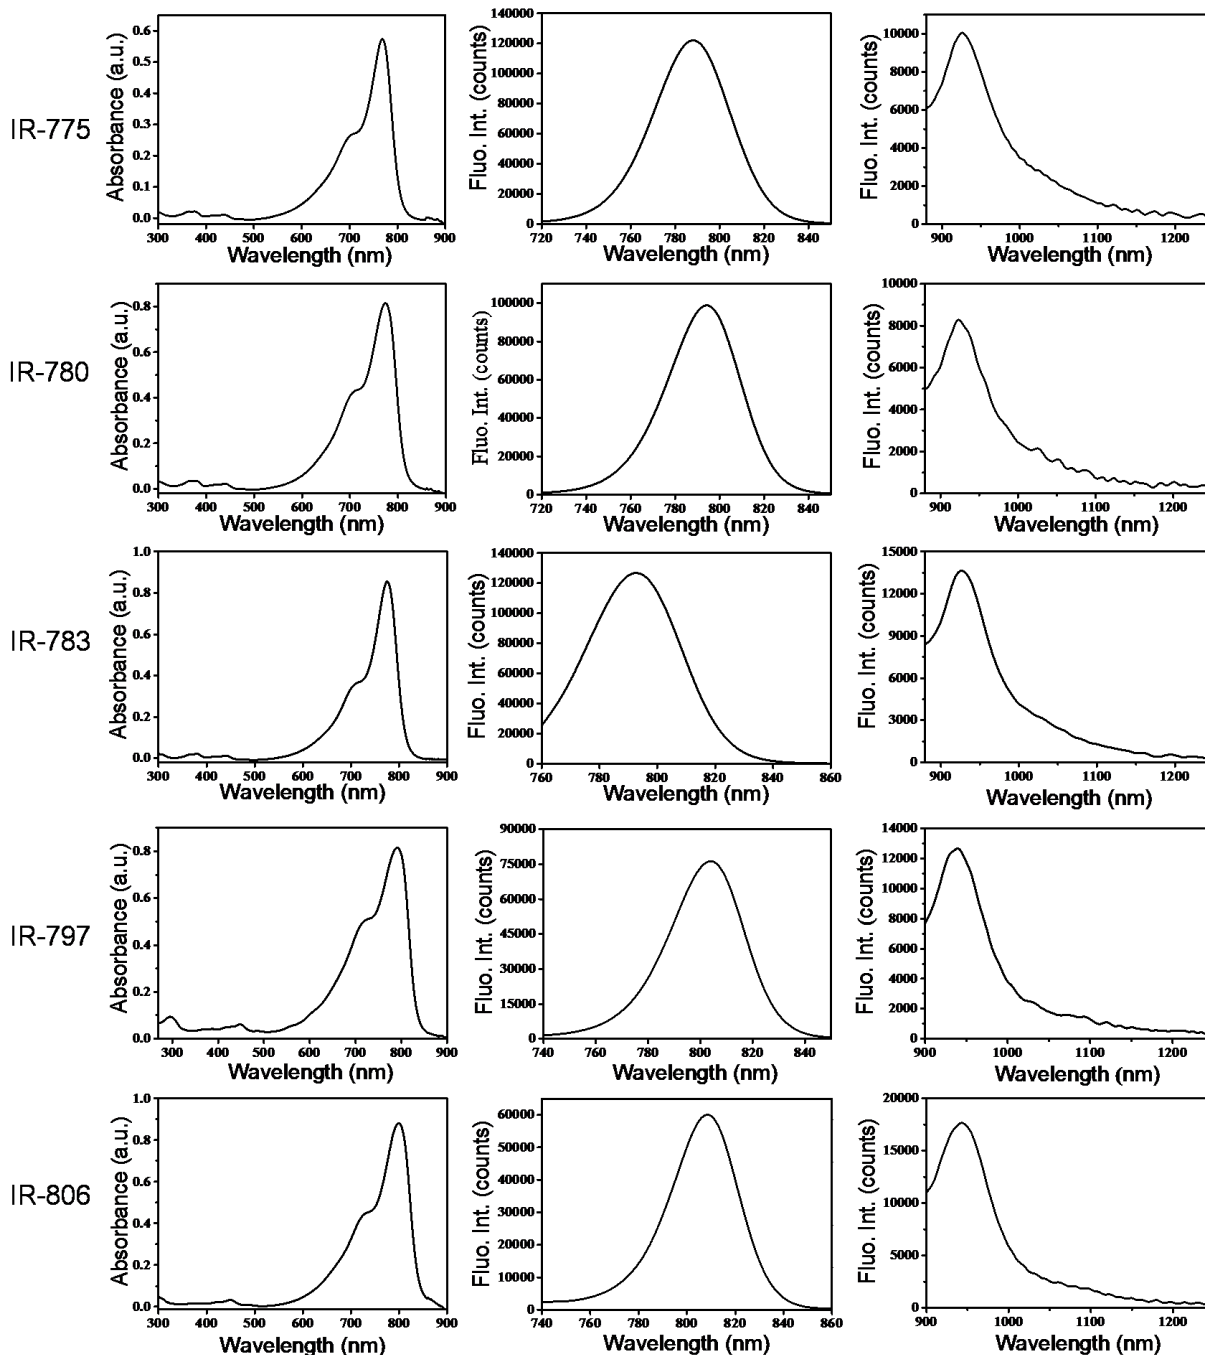 IR-775
Absorbance (a.u.)
0.6
0.5
0.4
0.3
0.2
0.1
0.0
300 400 500 600 700 800 900
Wavelength (nm)
Fluo. Int. (counts)
140000
120000
100000
80000
60000
40000
20000
0
720 740 760 780 800 820 840
Wavelength (nm)
Fluo. Int. (counts)
10000
8000
6000
4000
2000
0
900 1000 1100 1200
Wavelength (nm)
IR-780
Absorbance (a.u.)
0.8
0.6
0.4
0.2
0.0
300 400 500 600 700 800 900
Wavelength (nm)
Fluo. Int. (counts)
100000
80000
60000
40000
20000
0
720 740 760 780 800 820 840
Wavelength (nm)
Fluo. Int. (counts)
10000
8000
6000
4000
2000
0
900 1000 1100 1200
Wavelength (nm)
IR-783
Absorbance (a.u.)
1.0
0.8
0.6
0.4
0.2
0.0
300 400 500 600 700 800 900
Wavelength (nm)
Fluo. Int. (counts)
140000
120000
100000
80000
60000
40000
20000
0
760 780 800 820 840 860
Wavelength (nm)
Fluo. Int. (counts)
15000
12000
9000
6000
3000
0
900 1000 1100 1200
Wavelength (nm)
IR-797
Absorbance (a.u.)
0.8
0.6
0.4
0.2
0.0
300 400 500 600 700 800 900
Wavelength (nm)
Fluo. Int. (counts)
90000
75000
60000
45000
30000
15000
0
740 760 780 800 820 840
Wavelength (nm)
Fluo. Int. (counts)
14000
12000
10000
8000
6000
4000
2000
0
900 1000 1100 1200
Wavelength (nm)
IR-806
Absorbance (a.u.)
1.0
0.8
0.6
0.4
0.2
0.0
300 400 500 600 700 800 900
Wavelength (nm)
Fluo. Int. (counts)
60000
50000
40000
30000
20000
10000
0
740 760 780 800 820 840 860
Wavelength (nm)
Fluo. Int. (counts)
20000
15000
10000
5000
0
900 1000 1100 1200
Wavelength (nm)